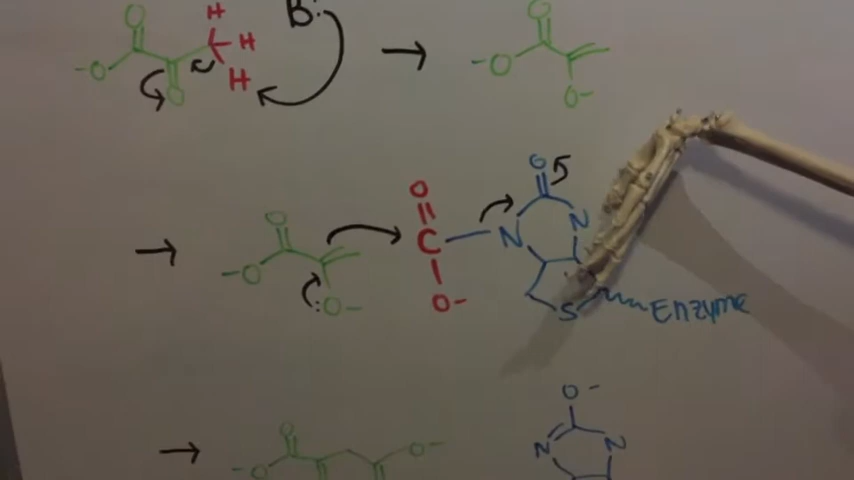 O H B:
H
-O H
O
O
-O
O-
O O
O C N N
-O :O- O- S Enzyme
O-
O O- N N
-O O